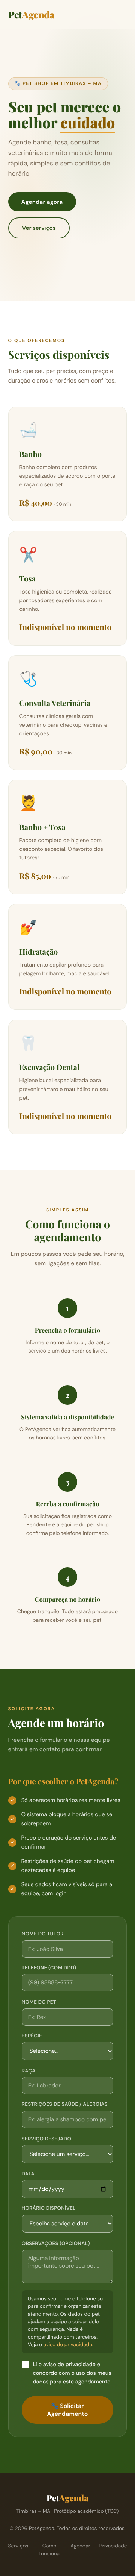 PetAgenda
🐾 PET SHOP EM TIMBIRAS – MA
Seu pet merece o
melhor cuidado
Agende banho, tosa, consultas
veterinárias e muito mais de forma
rápida, simples e sem conflitos de
horário.
Agendar agora
Ver serviços
O QUE OFERECEMOS
Serviços disponíveis
Tudo que seu pet precisa, com preço e
duração claros e horários sem conflitos.
Banho
Banho completo com produtos
especializados de acordo com o porte
e raça do seu pet.
R$ 40,00 · 30 min
Tosa
Tosa higiênica ou completa, realizada
por tosadores experientes e com
carinho.
Indisponível no momento
Consulta Veterinária
Consultas clínicas gerais com
veterinário para checkup, vacinas e
orientações.
R$ 90,00 · 30 min
Banho + Tosa
Pacote completo de higiene com
desconto especial. O favorito dos
tutores!
R$ 85,00 · 75 min
Hidratação
Tratamento capilar profundo para
pelagem brilhante, macia e saudável.
Indisponível no momento
Escovação Dental
Higiene bucal especializada para
prevenir tártaro e mau hálito no seu
pet.
Indisponível no momento
SIMPLES ASSIM
Como funciona o
agendamento
Em poucos passos você pede seu horário,
sem ligações e sem filas.
1
Preencha o formulário
Informe o nome do tutor, do pet, o
serviço e um dos horários livres.
2
Sistema valida a disponibilidade
O PetAgenda verifica automaticamente
os horários livres, sem conflitos.
3
Receba a confirmação
Sua solicitação fica registrada como
Pendente e a equipe do pet shop
confirma pelo telefone informado.
4
Compareça no horário
Chegue tranquilo! Tudo estará preparado
para receber você e seu pet.
SOLICITE AGORA
Agende um horário
Preencha o formulário e nossa equipe
entrará em contato para confirmar.
Por que escolher o PetAgenda?
Só aparecem horários realmente livres
O sistema bloqueia horários que se
sobrepõem
Preço e duração do serviço antes de
confirmar
Restrições de saúde do pet chegam
destacadas à equipe
Seus dados ficam visíveis só para a
equipe, com login
NOME DO TUTOR
Ex: João Silva
TELEFONE (COM DDD)
(99) 98888-7777
NOME DO PET
Ex: Rex
ESPÉCIE
Selecione...
RAÇA
Ex: Labrador
RESTRIÇÕES DE SAÚDE / ALERGIAS
Ex: alergia a shampoo com pe
SERVIÇO DESEJADO
Selecione um serviço...
DATA
mm/dd/yyyy
HORÁRIO DISPONÍVEL
Escolha serviço e data
OBSERVAÇÕES (OPCIONAL)
Alguma informação
importante sobre seu pet...
Usamos seu nome e telefone só
para confirmar e organizar este
atendimento. Os dados do pet
ajudam a equipe a cuidar dele
com segurança. Nada é
compartilhado com terceiros.
Veja o aviso de privacidade.
Li o aviso de privacidade e
concordo com o uso dos meus
dados para este agendamento.
🐾 Solicitar
Agendamento
PetAgenda
Timbiras – MA · Protótipo acadêmico (TCC)
© 2026 PetAgenda. Todos os direitos reservados.
Serviços Como funciona Agendar Privacidade